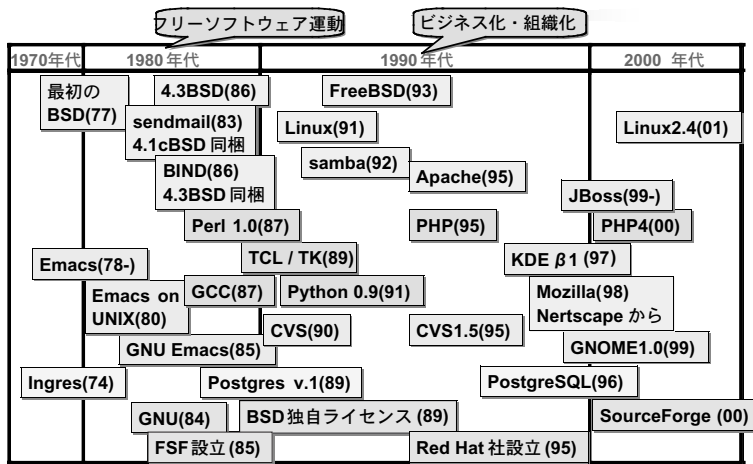 フリーソフトウェア運動
ビジネス化・組織化
1970年代
1980 年代
1990 年代
2000 年代
最初の
BSD(77)
4.3BSD(86)
FreeBSD(93)
sendmail(83)
4.1cBSD 同梱
Linux(91)
Linux2.4(01)
BIND(86)
4.3BSD 同梱
samba(92)
Apache(95)
JBoss(99-)
Perl 1.0(87)
PHP(95)
PHP4(00)
Emacs(78-)
TCL / TK(89)
KDE β1 (97)
Emacs on
UNIX(80)
GCC(87)
Python 0.9(91)
Mozilla(98)
Nertscape から
CVS(90)
CVS1.5(95)
GNU Emacs(85)
GNOME1.0(99)
Ingres(74)
Postgres v.1(89)
PostgreSQL(96)
GNU(84)
BSD独自ライセンス (89)
SourceForge (00)
FSF設立(85)
Red Hat 社設立(95)